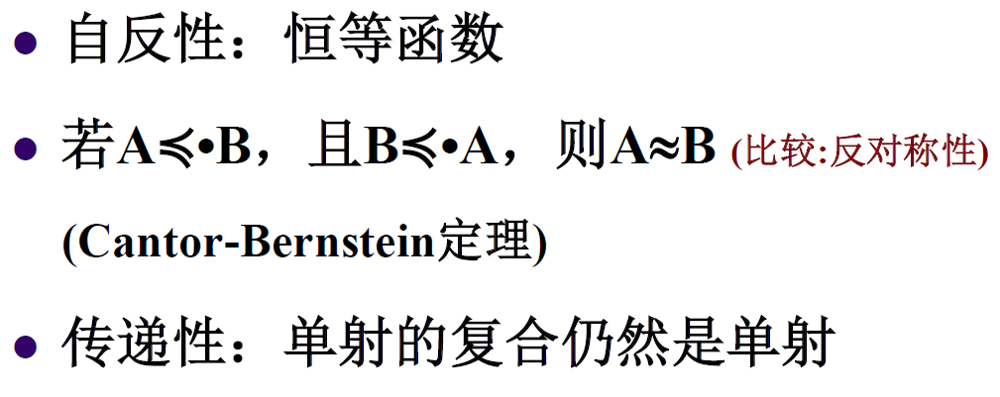 ● 自反性：恒等函数
● 若A≼•B，且B≼•A，则A≈B (比较:反对称性)
(Cantor-Bernstein定理)
● 传递性：单射的复合仍然是单射